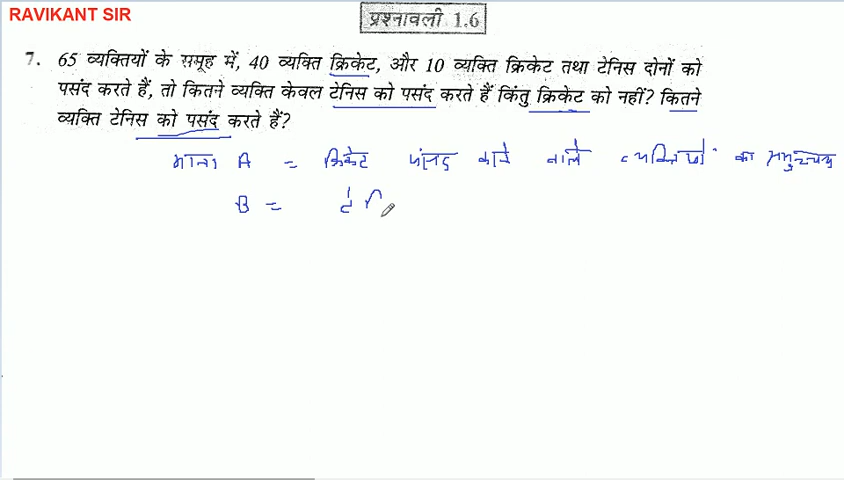 RAVIKANT SIR
प्रश्नावली 1.6
7. 65 व्यक्तियों के समूह में, 40 व्यक्ति क्रिकेट, और 10 व्यक्ति क्रिकेट तथा टेनिस दोनों को
पसंद करते हैं, तो कितने व्यक्ति केवल टेनिस को पसंद करते हैं किंतु क्रिकेट को नहीं? कितने
व्यक्ति टेनिस को पसंद करते हैं?
माना A = क्रिकेट पंसद करने वाले व्यक्तियों का समुच्चय
B =